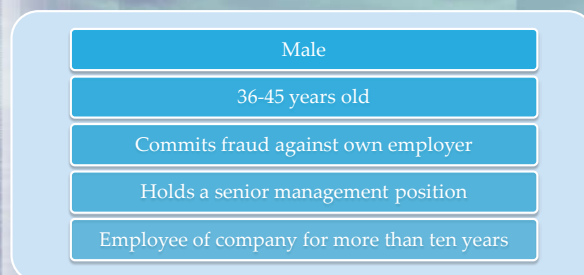 Male
36-45 years old
Commits fraud against own employer
Holds a senior management position
Employee of company for more than ten years